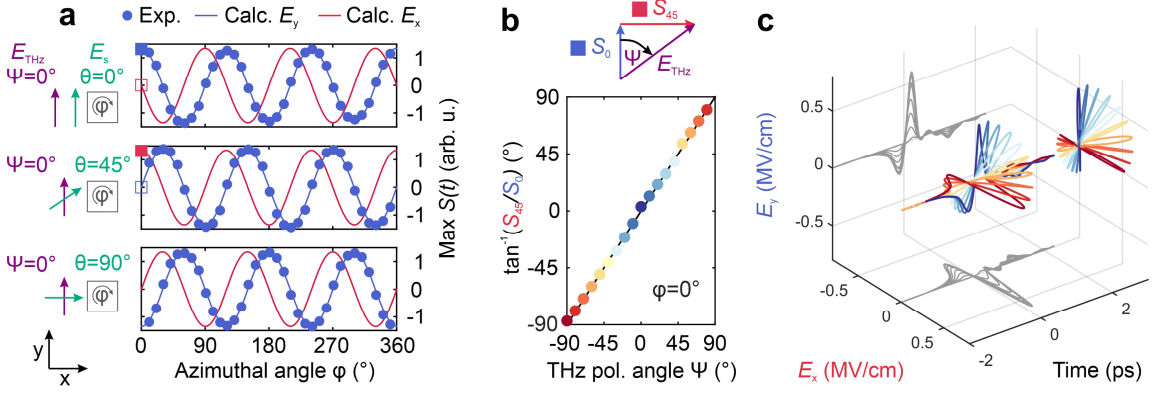 a
Exp. Calc. Ey Calc. Ex
ETHz Es
Ψ=0° θ=0°
φ
1
0
-1
Ψ=0° θ=45°
φ
1
0
-1
Ψ=0° θ=90°
φ
1
0
-1
Max S(t) (arb. u.)
y
x
0 90 180 270 360
Azimuthal angle φ (°)
b
S45
S0
Ψ
ETHz
90
45
0
-45
-90
tan-1(S45/S0) (°)
φ=0°
-90 -45 0 45 90
THz pol. angle Ψ (°)
c
0.5
0
-0.5
Ey (MV/cm)
-0.5
0
0.5
Ex (MV/cm)
-2
0
2
Time (ps)